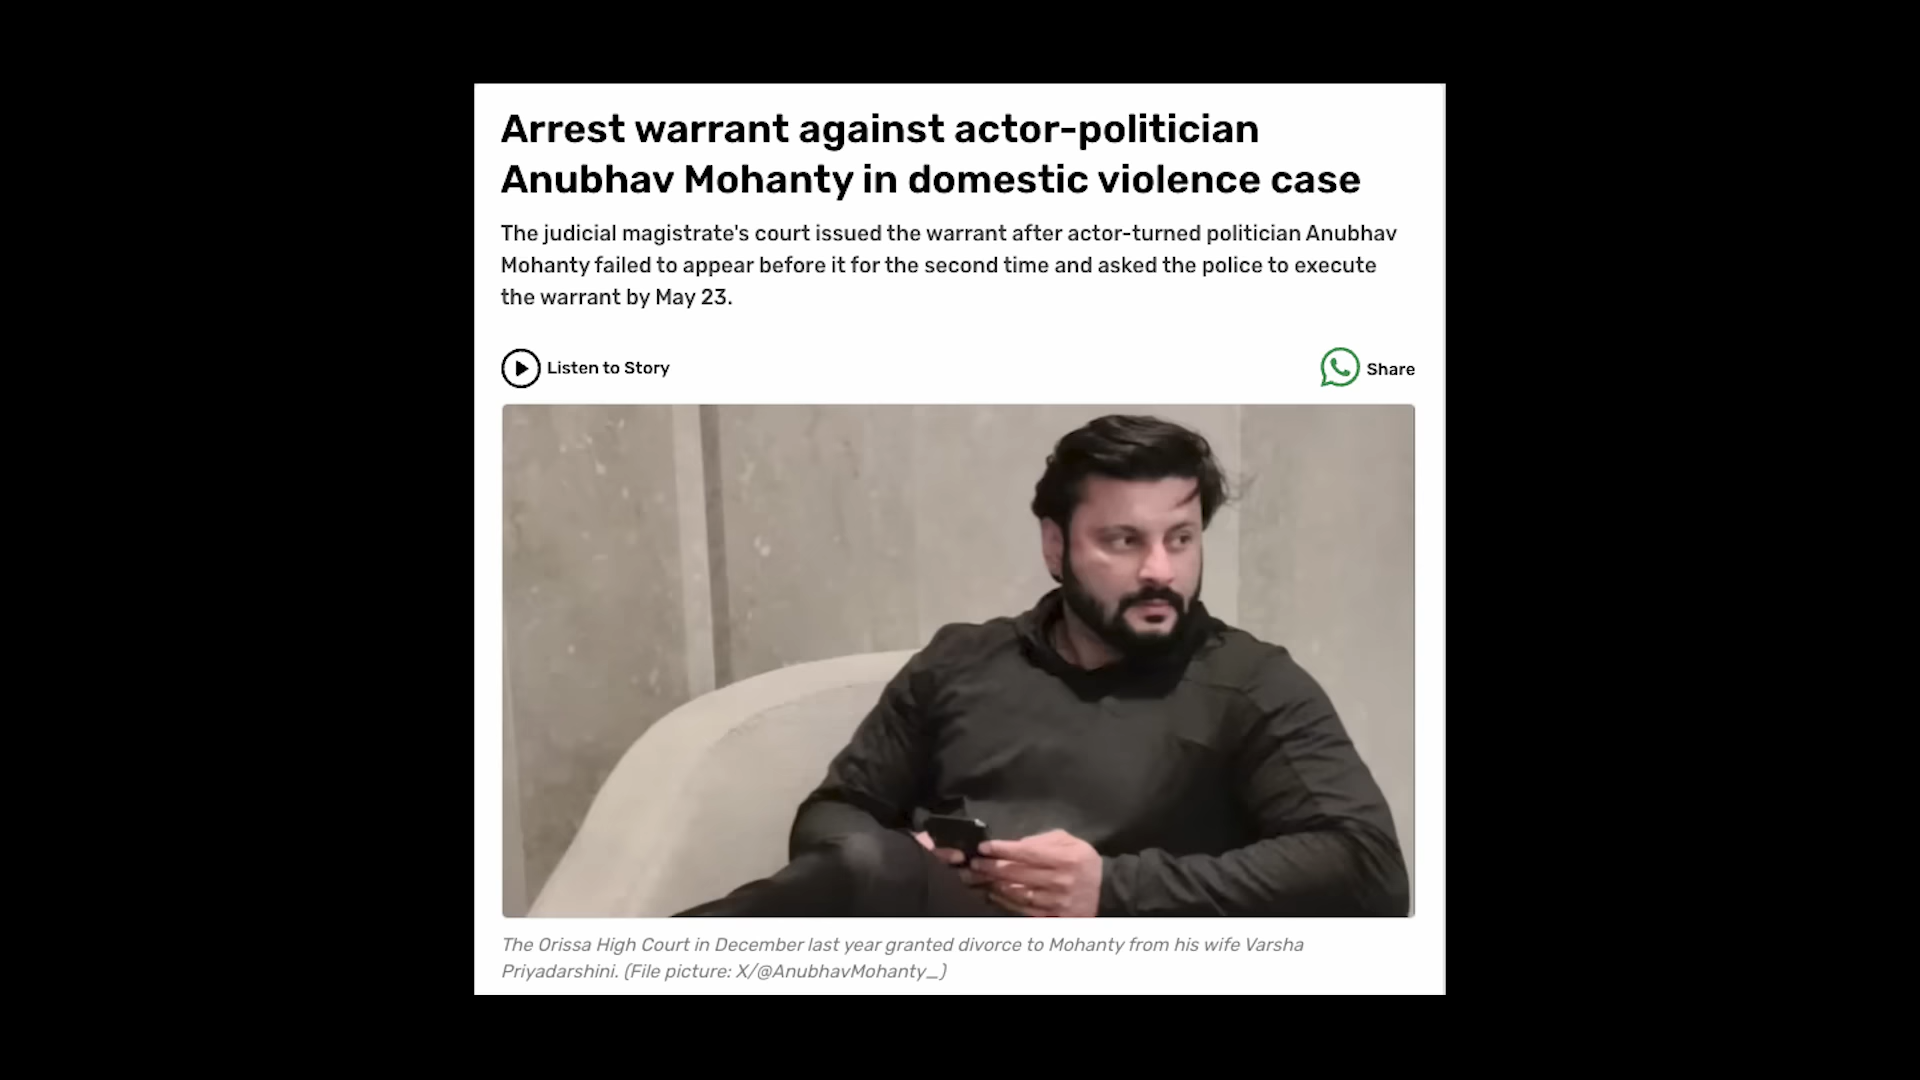 Arrest warrant against actor-politician
Anubhav Mohanty in domestic violence case
The judicial magistrate's court issued the warrant after actor-turned politician Anubhav
Mohanty failed to appear before it for the second time and asked the police to execute
the warrant by May 23.
Listen to Story
Share
The Orissa High Court in December last year granted divorce to Mohanty from his wife Varsha
Priyadarshini. (File picture: X/@AnubhavMohanty_)